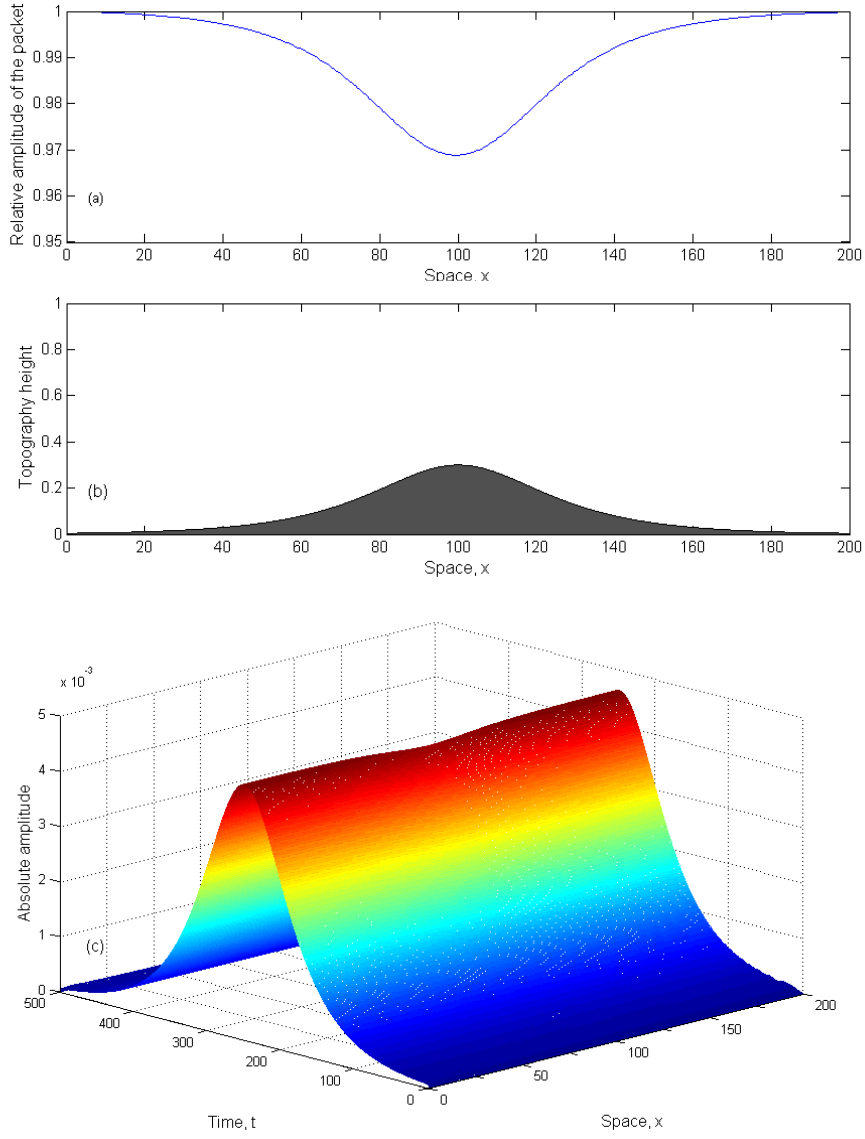 Relative amplitude of the packet
1
0.99
0.98
0.97
0.96
0.95
(a)
0 20 40 60 80 100 120 140 160 180 200
Space, x
Topography height
1
0.8
0.6
0.4
0.2
0
(b)
0 20 40 60 80 100 120 140 160 180 200
Space, x
x 10^-3
Absolute amplitude
5
4
3
2
1
0
(c)
500 400 300 200 100 0
Time, t
0 50 100 150 200
Space, x